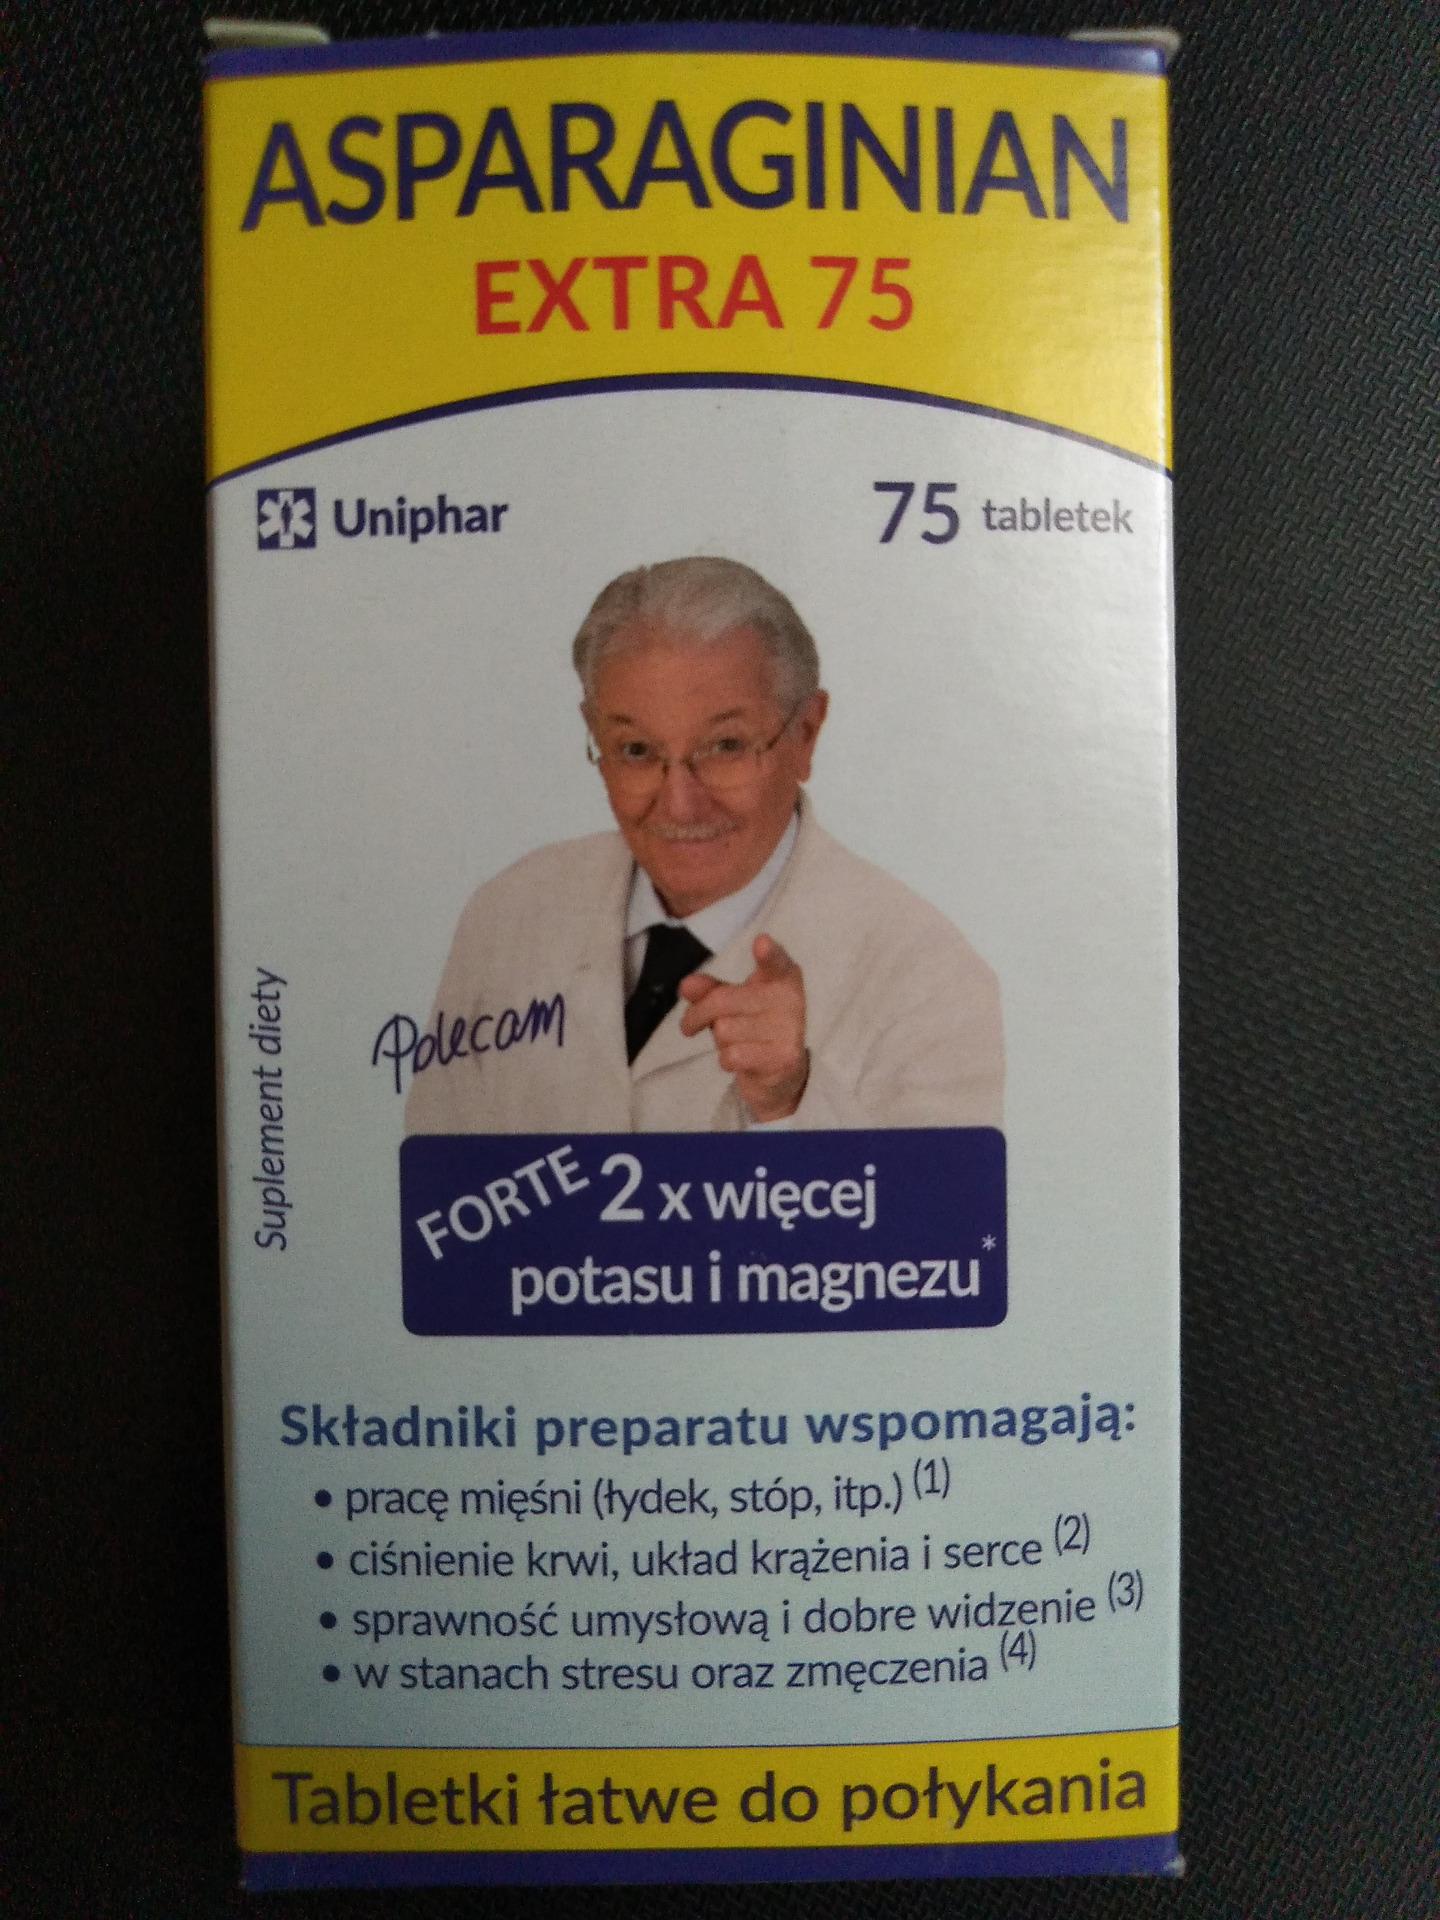 ASPARAGINIAN
EXTRA 75
Uniphar
75 tabletek
Polecam
Suplement diety
FORTE 2 x więcej
potasu i magnezu*
Składniki preparatu wspomagają:
• pracę mięśni (łydek, stóp, itp.) (1)
• ciśnienie krwi, układ krążenia i serce (2)
• sprawność umysłową i dobre widzenie (3)
• w stanach stresu oraz zmęczenia (4)
Tabletki łatwe do połykania